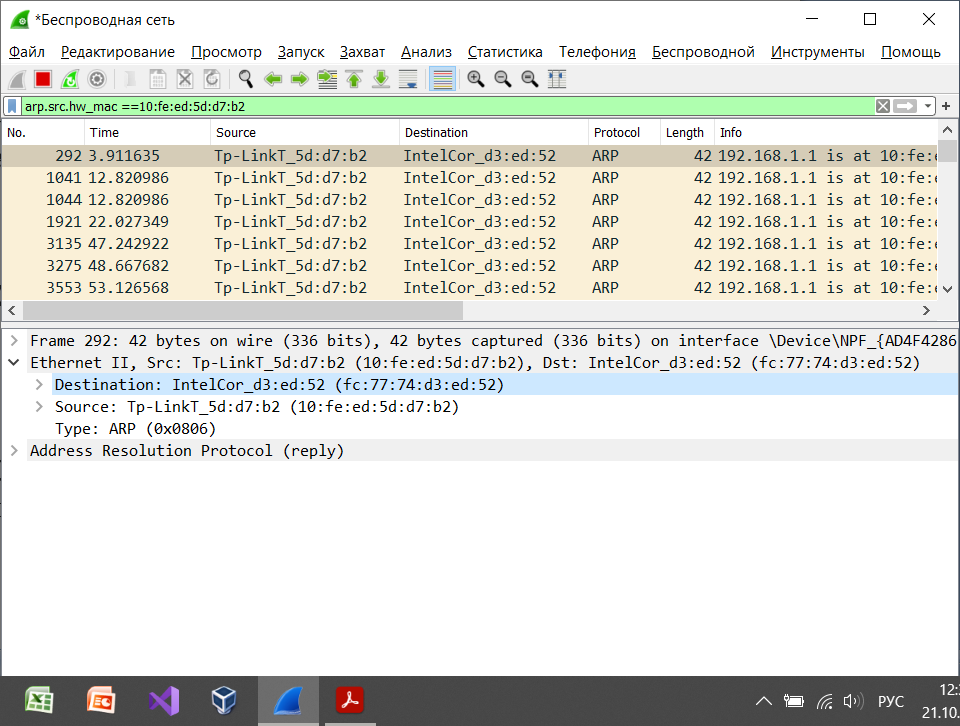 *Беспроводная сеть
Файл Редактирование Просмотр Запуск Захват Анализ Статистика Телефония Беспроводной Инструменты Помощь
arp.src.hw_mac ==10:fe:ed:5d:d7:b2
No. Time Source Destination Protocol Length Info
292 3.911635 Tp-LinkT_5d:d7:b2 IntelCor_d3:ed:52 ARP 42 192.168.1.1 is at 10:fe:e
1041 12.820986 Tp-LinkT_5d:d7:b2 IntelCor_d3:ed:52 ARP 42 192.168.1.1 is at 10:fe:e
1044 12.820986 Tp-LinkT_5d:d7:b2 IntelCor_d3:ed:52 ARP 42 192.168.1.1 is at 10:fe:e
1921 22.027349 Tp-LinkT_5d:d7:b2 IntelCor_d3:ed:52 ARP 42 192.168.1.1 is at 10:fe:e
3135 47.242922 Tp-LinkT_5d:d7:b2 IntelCor_d3:ed:52 ARP 42 192.168.1.1 is at 10:fe:e
3275 48.667682 Tp-LinkT_5d:d7:b2 IntelCor_d3:ed:52 ARP 42 192.168.1.1 is at 10:fe:e
3553 53.126568 Tp-LinkT_5d:d7:b2 IntelCor_d3:ed:52 ARP 42 192.168.1.1 is at 10:fe:e
Frame 292: 42 bytes on wire (336 bits), 42 bytes captured (336 bits) on interface \Device\NPF_{AD4F4286
Ethernet II, Src: Tp-LinkT_5d:d7:b2 (10:fe:ed:5d:d7:b2), Dst: IntelCor_d3:ed:52 (fc:77:74:d3:ed:52)
Destination: IntelCor_d3:ed:52 (fc:77:74:d3:ed:52)
Source: Tp-LinkT_5d:d7:b2 (10:fe:ed:5d:d7:b2)
Type: ARP (0x0806)
Address Resolution Protocol (reply)
РУС
12:
21.10.